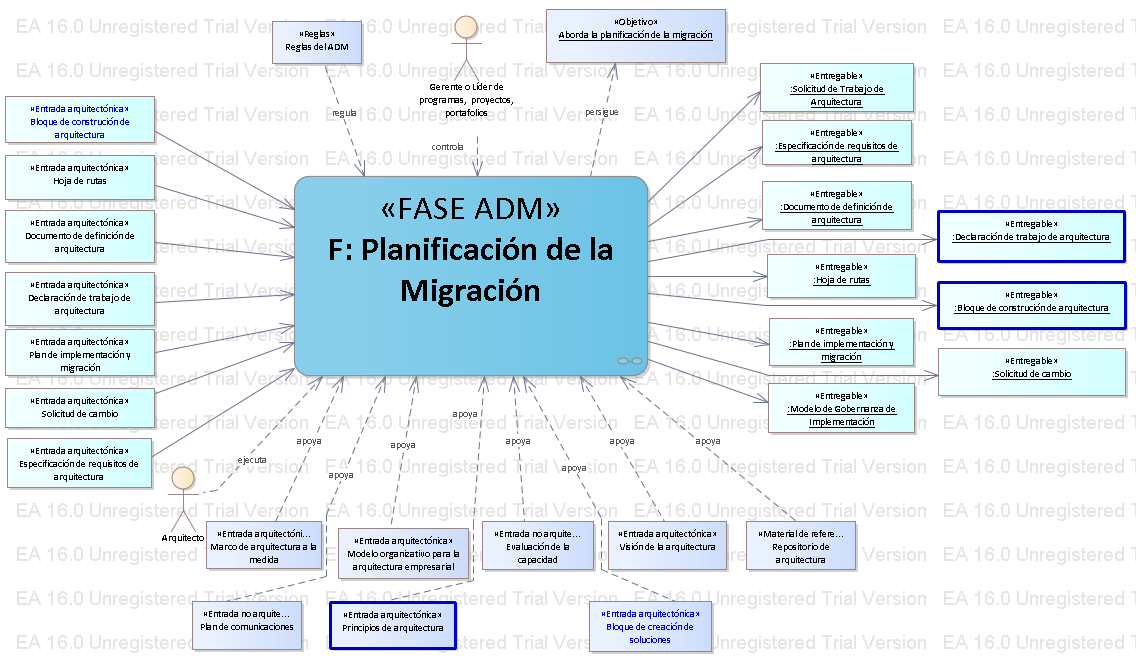 «Reglas»
Reglas del ADM
Gerente o Líder de
programas, proyectos,
portafolios
«Objetivo»
Aborda la planificación de la migración
regula
controla
persigue
«Entrada arquitectónica»
Bloque de construción de
arquitectura
«Entrada arquitectónica»
Hoja de rutas
«Entrada arquitectónica»
Documento de definición de
arquitectura
«Entrada arquitectónica»
Declaración de trabajo de
arquitectura
«Entrada arquitectónica»
Plan de implementación y
migración
«Entrada arquitectónica»
Solicitud de cambio
«Entrada arquitectónica»
Especificación de requisitos de
arquitectura
«FASE ADM»
F: Planificación de la
Migración
«Entregable»
:Solicitud de Trabajo de
Arquitectura
«Entregable»
:Especificación de requisitos de
arquitectura
«Entregable»
:Documento de definición de
arquitectura
«Entregable»
:Declaración de trabajo de arquitectura
«Entregable»
:Hoja de rutas
«Entregable»
:Bloque de construción de arquitectura
«Entregable»
:Plan de implementación y
migración
«Entregable»
:Solicitud de cambio
«Entregable»
:Modelo de Gobernanza de
Implementación
ejecuta
apoya
apoya
apoya
apoya
apoya
apoya
apoya
apoya
Arquitecto
«Entrada arquitectóni...
Marco de arquitectura a la
medida
«Entrada arquitectónica»
Modelo organizativo para la
arquitectura empresarial
«Entrada no arquite...
Evaluación de la
capacidad
«Entrada arquitectónica»
Visión de la arquitectura
«Material de refere...
Repositorio de
arquitectura
«Entrada no arquite...
Plan de comunicaciones
«Entrada arquitectónica»
Principios de arquitectura
«Entrada arquitectónica»
Bloque de creación de
soluciones
EA 16.0 Unregistered Trial Version